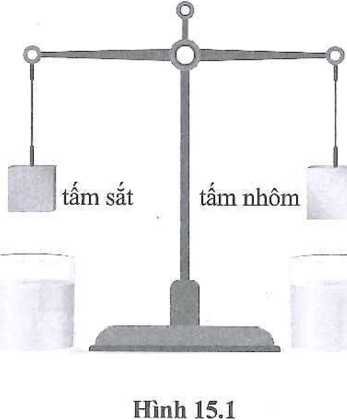 tấm sắt
tấm nhôm
Hình 15.1